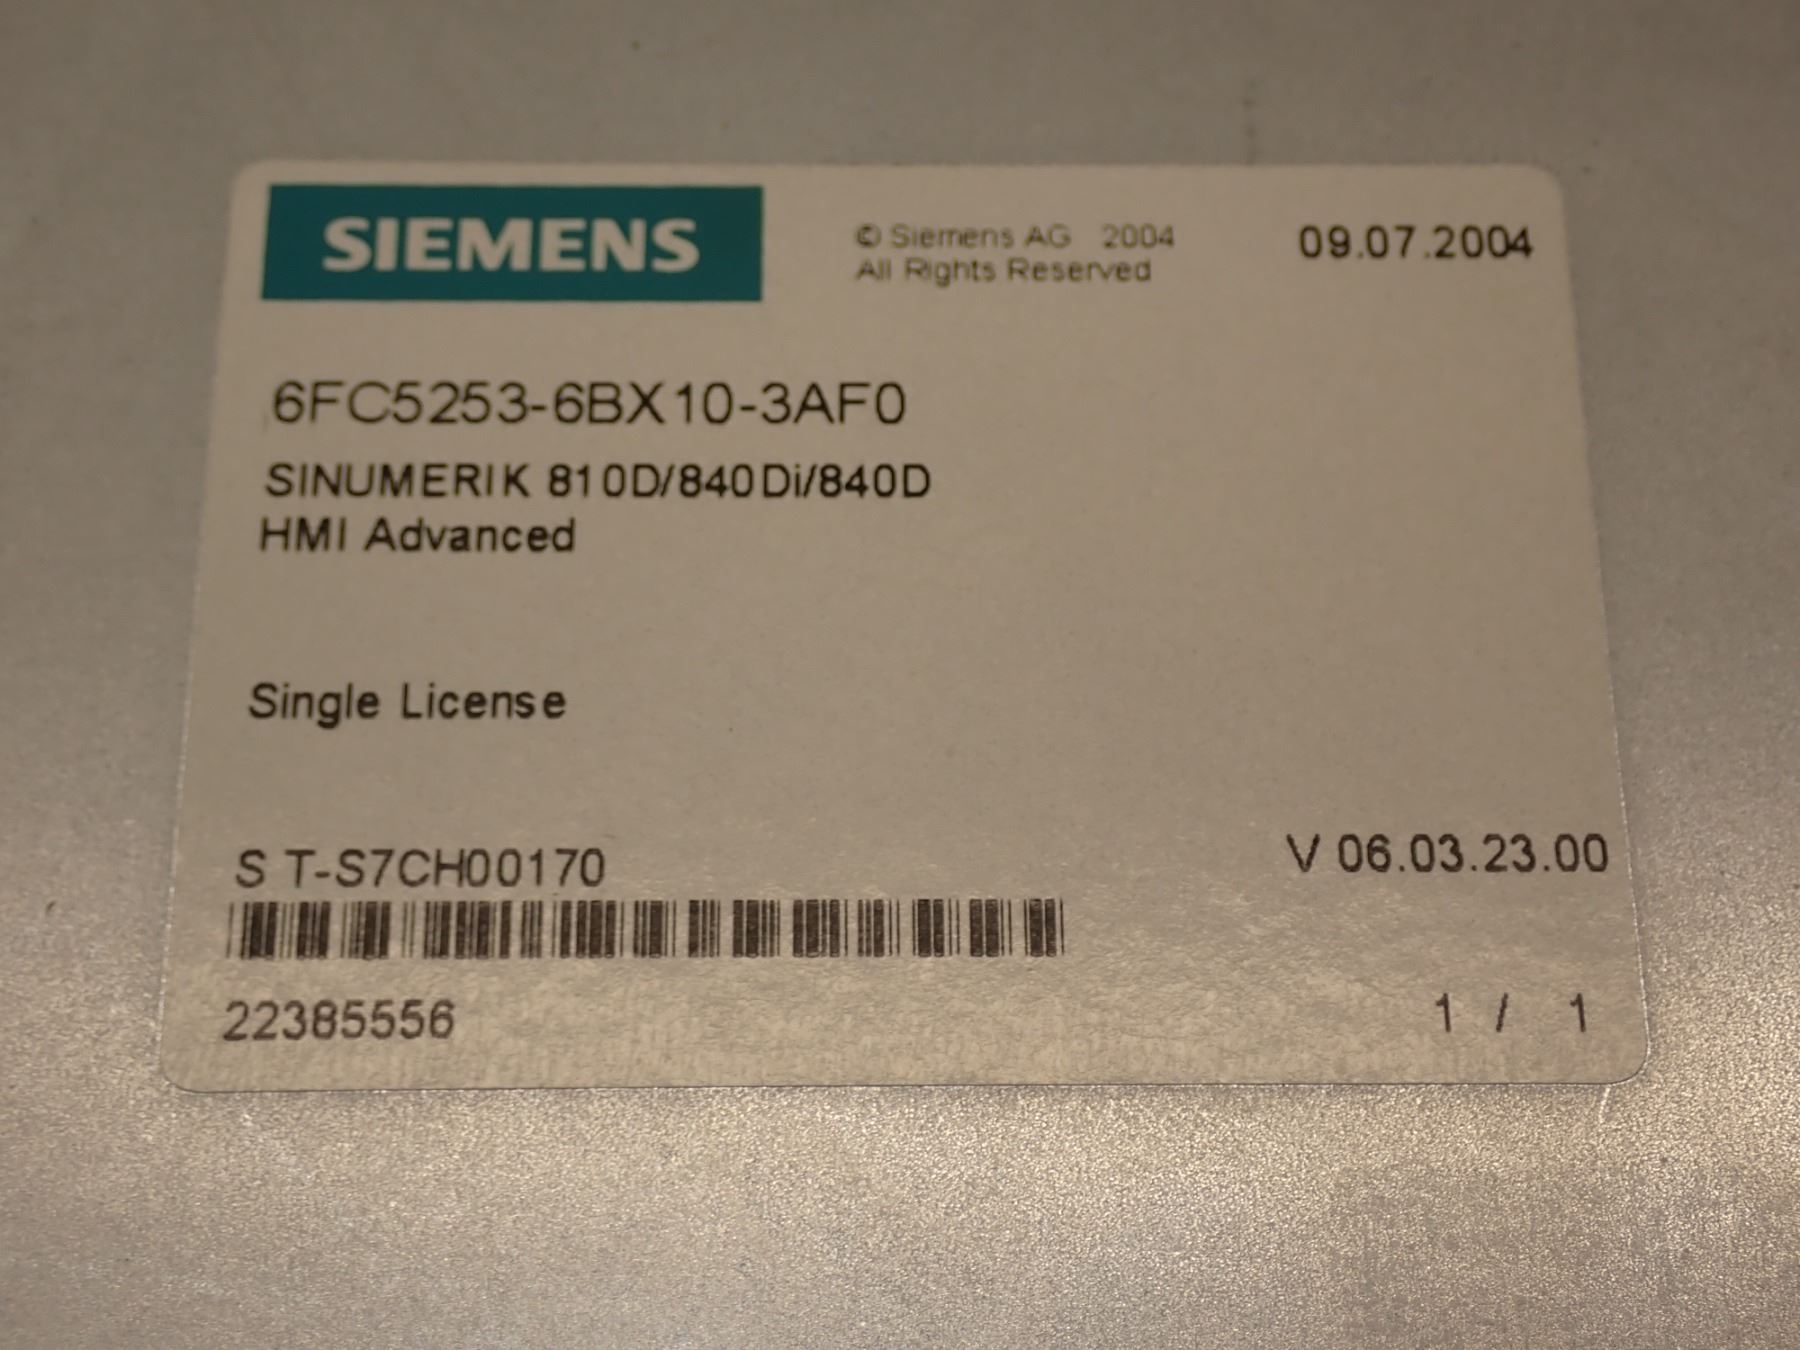 SIEMENS
© Siemens AG 2004
All Rights Reserved
09.07.2004
6FC5253-6BX10-3AF0
SINUMERIK 810D/840Di/840D
HMI Advanced
Single License
S T-S7CH00170
V 06.03.23.00
22385556
1 / 1